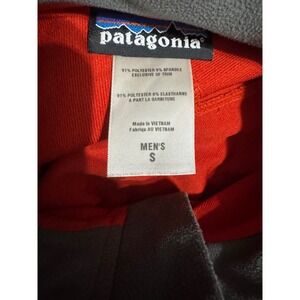 patagonia®
91% POLYESTER 9% SPANDEX
EXCLUSIVE OF TRIM
91% POLYESTER 9% ELASTHANNE
A PART LA GARNITURE
Made in VIETNAM
Fabriqué AU VIETNAM
MEN'S
S